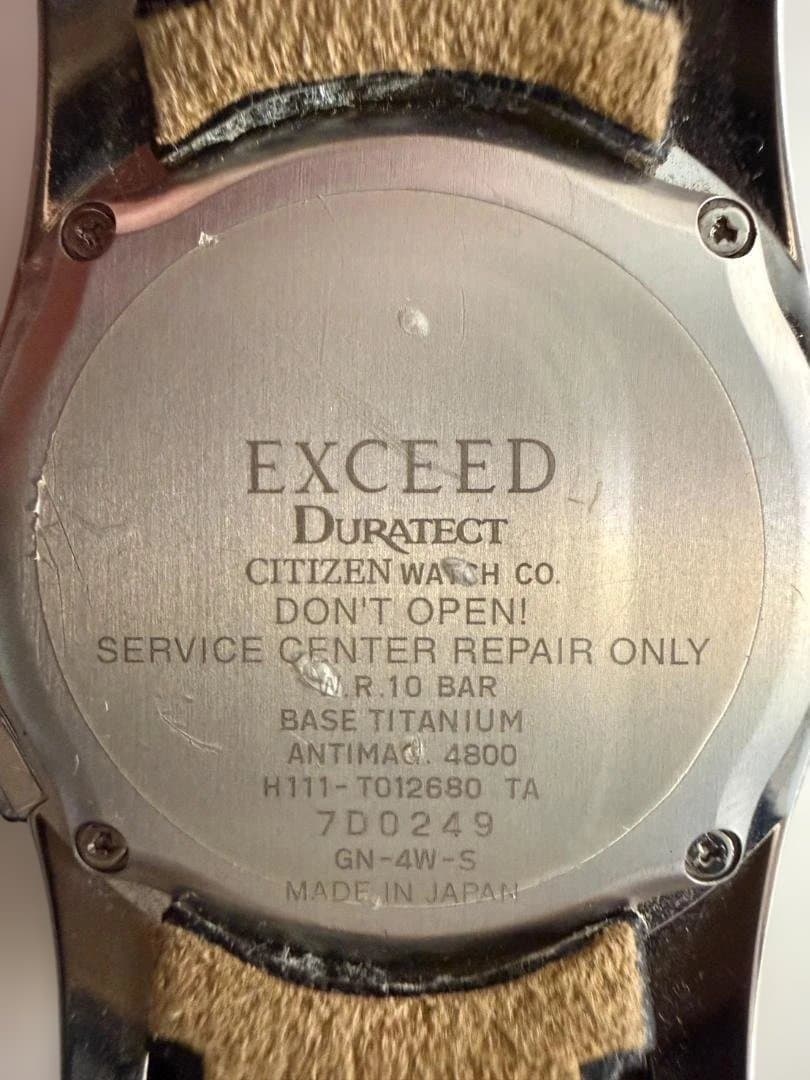 EXCEED
DURATECT
CITIZEN WATCH CO.
DON'T OPEN!
SERVICE CENTER REPAIR ONLY
W.R.10 BAR
BASE TITANIUM
ANTIMAG. 4800
H111-T012680 TA
7D0249
GN-4W-S
MADE IN JAPAN